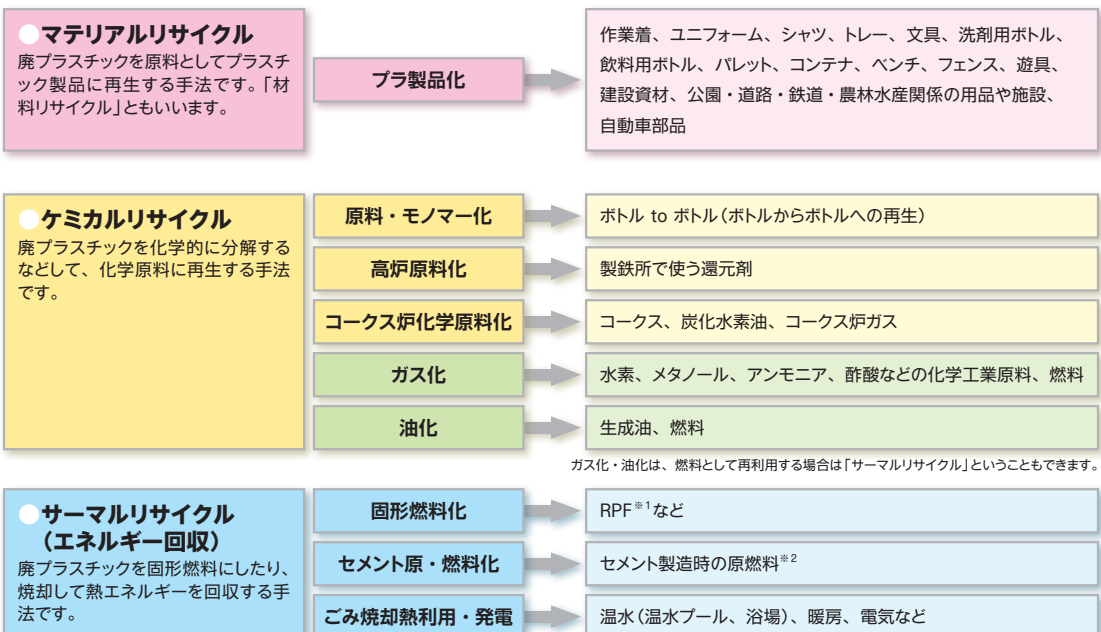 ●マテリアルリサイクル
廃プラスチックを原料としてプラスチ
ック製品に再生する手法です。「材
料リサイクル」ともいいます。
プラ製品化
作業着、ユニフォーム、シャツ、トレー、文具、洗剤用ボトル、
飲料用ボトル、パレット、コンテナ、ベンチ、フェンス、遊具、
建設資材、公園・道路・鉄道・農林水産関係の用品や施設、
自動車部品
●ケミカルリサイクル
廃プラスチックを化学的に分解する
などして、化学原料に再生する手法
です。
原料・モノマー化
ボトル to ボトル(ボトルからボトルへの再生)
高炉原料化
製鉄所で使う還元剤
コークス炉化学原料化
コークス、炭化水素油、コークス炉ガス
ガス化
水素、メタノール、アンモニア、酢酸などの化学工業原料、燃料
油化
生成油、燃料
ガス化・油化は、燃料として再利用する場合は「サーマルリサイクル」ということもできます。
●サーマルリサイクル
(エネルギー回収)
廃プラスチックを固形燃料にしたり、
焼却して熱エネルギーを回収する手
法です。
固形燃料化
RPF※1など
セメント原・燃料化
セメント製造時の原燃料※2
ごみ焼却熱利用・発電
温水(温水プール、浴場)、暖房、電気など